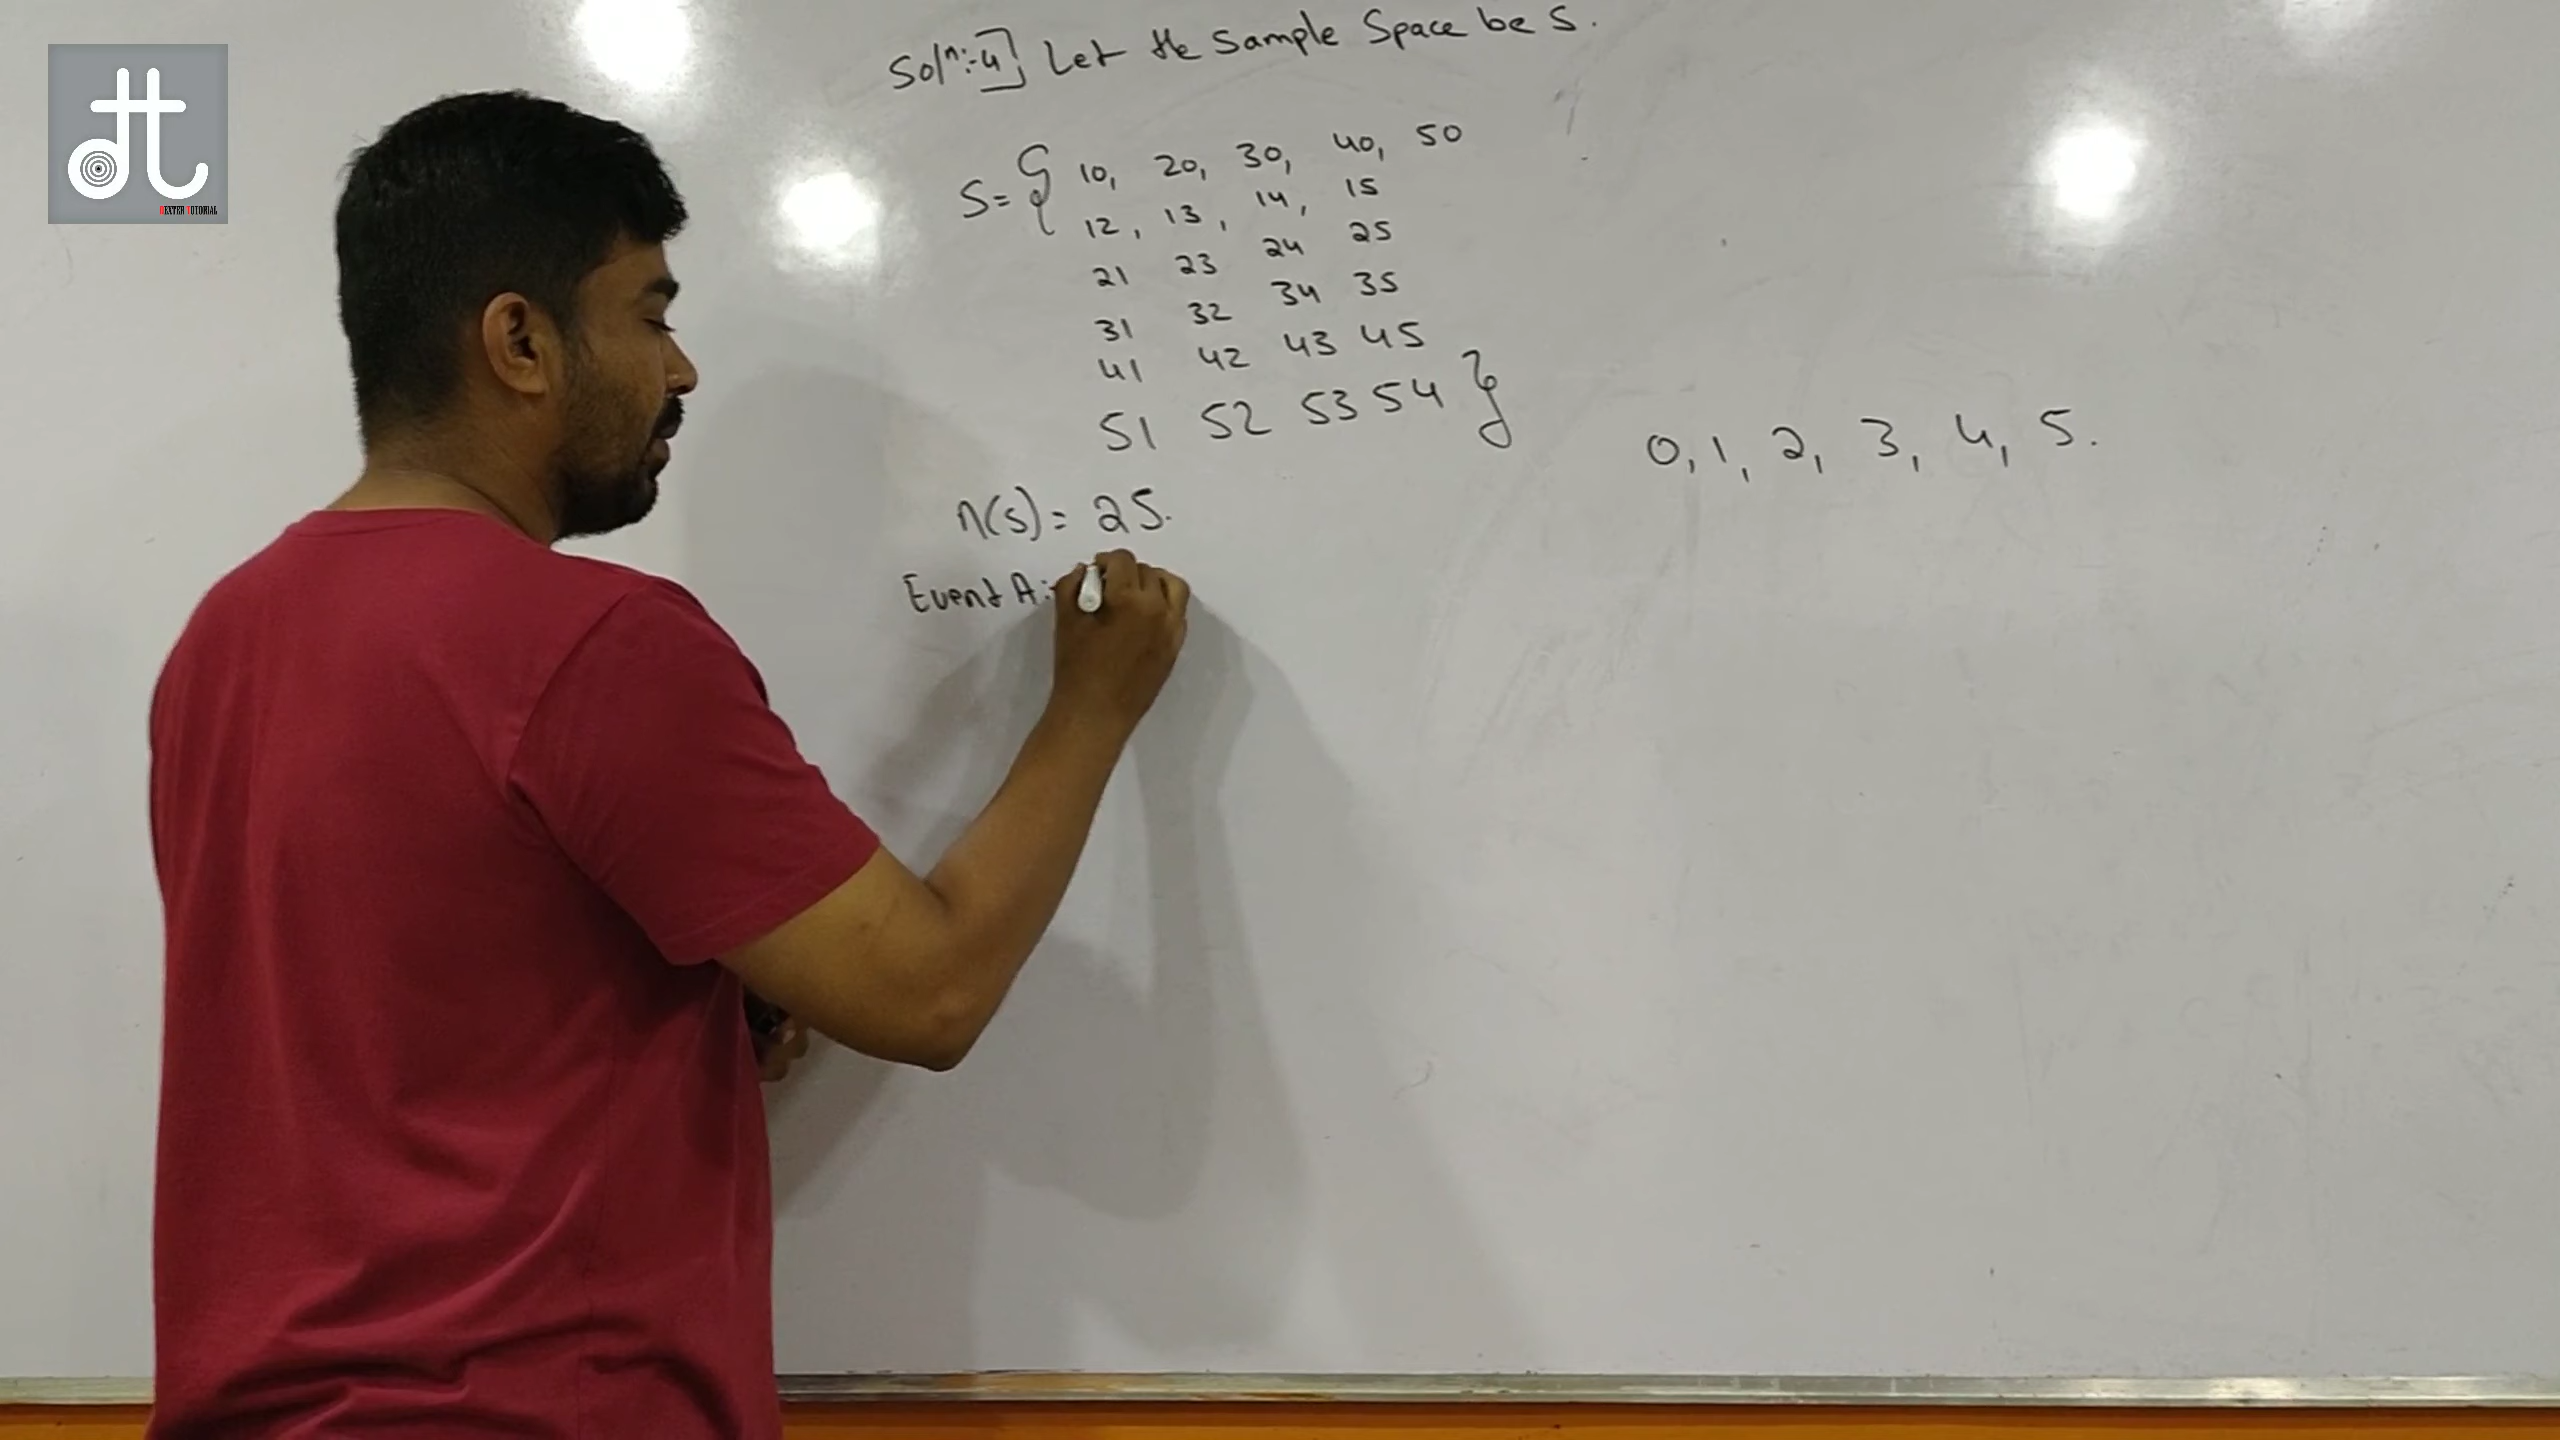 DEXTER TUTORIAL
Solⁿ:-4] Let the Sample Space be S.
S= { 10, 20, 30, 40, 50
12, 13, 14, 15
21 23 24 25
31 32 34 35
41 42 43 45
51 52 53 54 }
0, 1, 2, 3, 4, 5.
n(s) = 25.
Event A:-